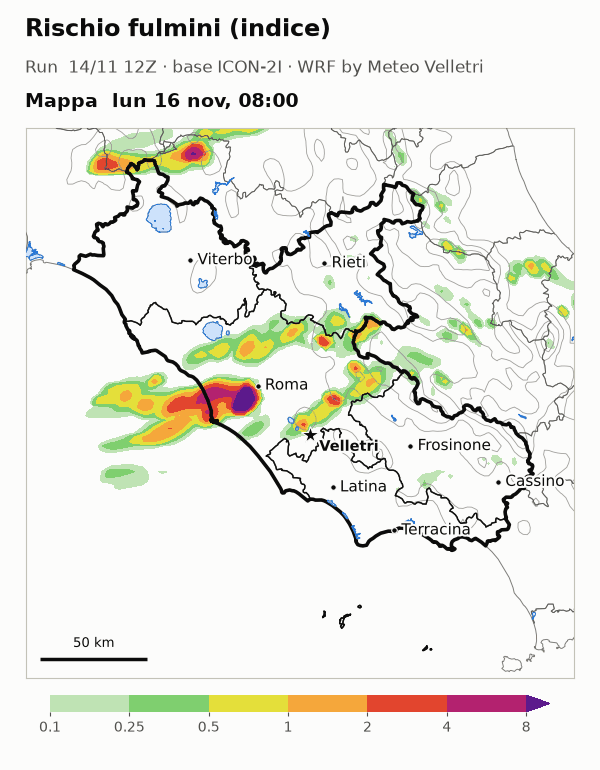 Rischio fulmini (indice)
Run  14/11 12Z · base ICON-2I · WRF by Meteo Velletri
Mappa  lun 16 nov, 08:00
Viterbo
Rieti
Roma
Velletri
Frosinone
Latina
Cassino
Terracina
50 km
0.1 0.25 0.5 1 2 4 8